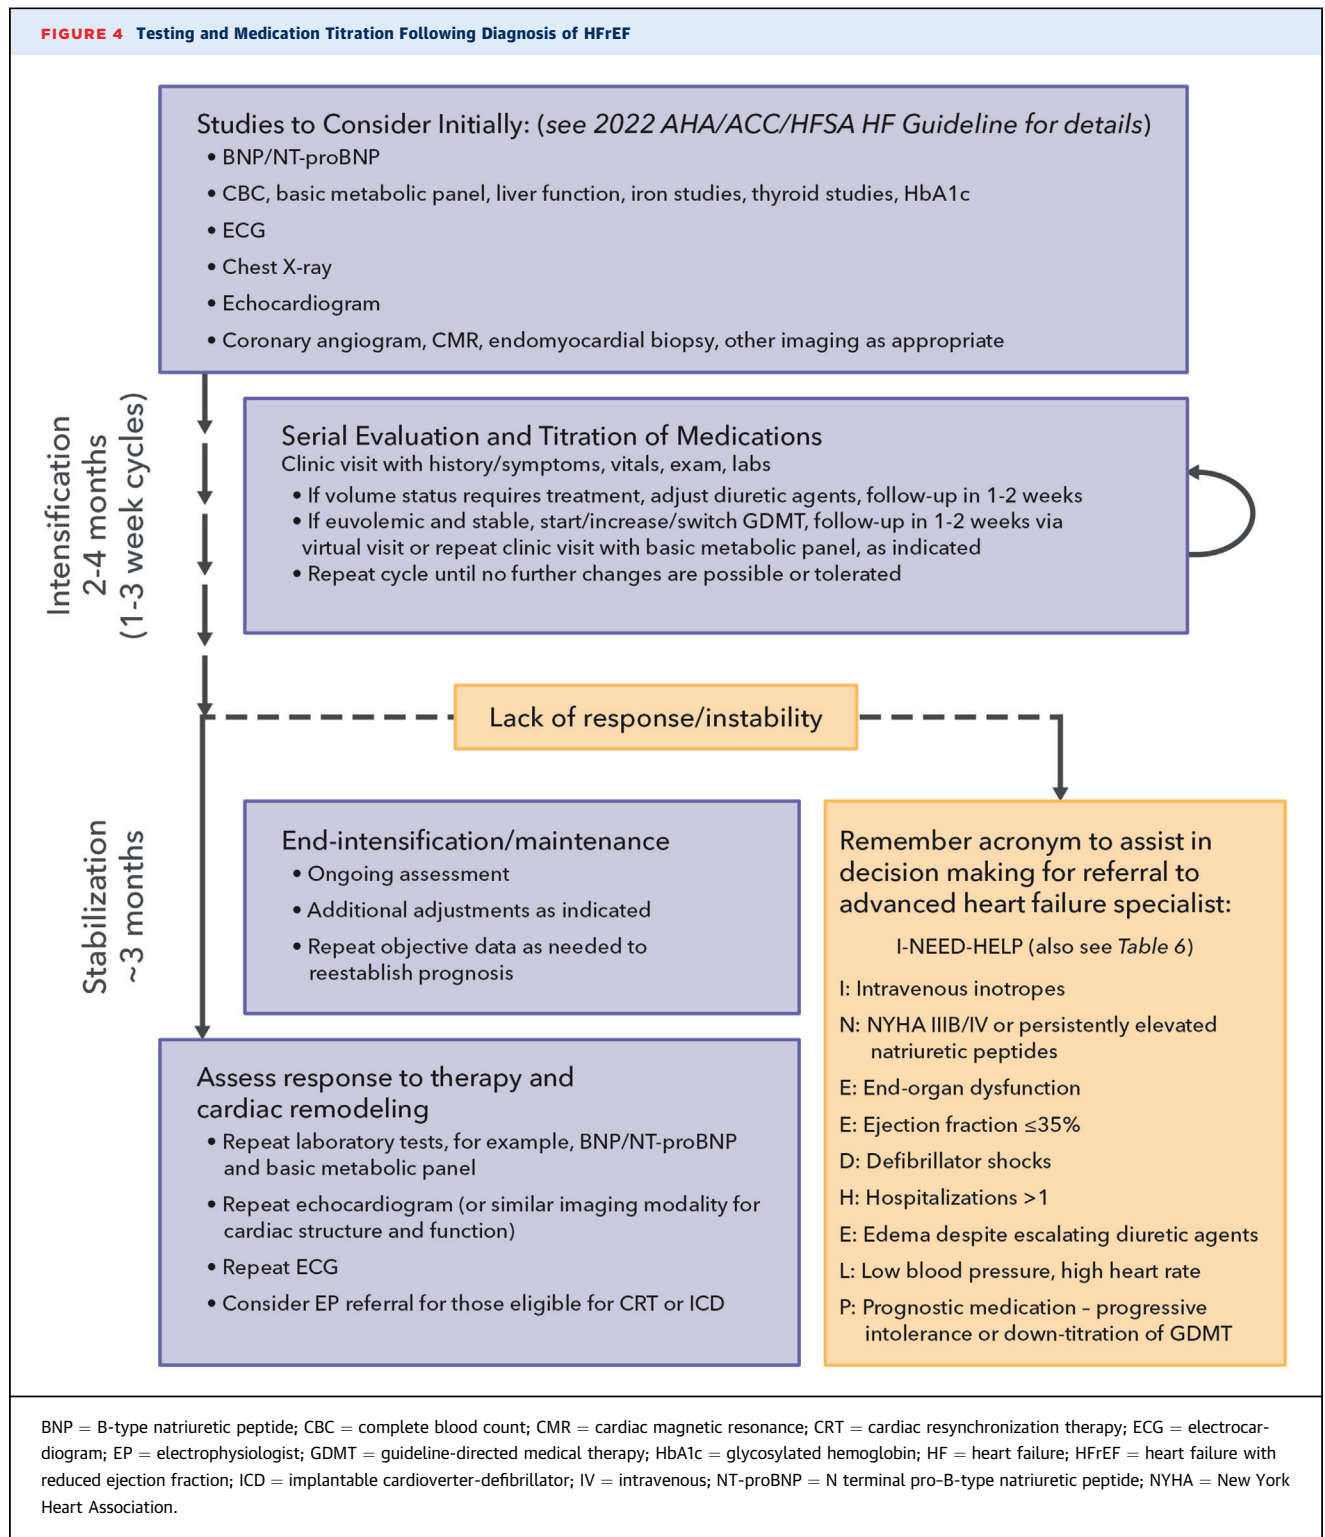 FIGURE 4 Testing and Medication Titration Following Diagnosis of HFrEF
Studies to Consider Initially: (see 2022 AHA/ACC/HFSA HF Guideline for details)
• BNP/NT-proBNP
• CBC, basic metabolic panel, liver function, iron studies, thyroid studies, HbA1c
• ECG
• Chest X-ray
• Echocardiogram
• Coronary angiogram, CMR, endomyocardial biopsy, other imaging as appropriate
Intensification
2-4 months
(1-3 week cycles)
Serial Evaluation and Titration of Medications
Clinic visit with history/symptoms, vitals, exam, labs
• If volume status requires treatment, adjust diuretic agents, follow-up in 1-2 weeks
• If euvolemic and stable, start/increase/switch GDMT, follow-up in 1-2 weeks via
virtual visit or repeat clinic visit with basic metabolic panel, as indicated
• Repeat cycle until no further changes are possible or tolerated
Lack of response/instability
Stabilization
~3 months
End-intensification/maintenance
• Ongoing assessment
• Additional adjustments as indicated
• Repeat objective data as needed to
reestablish prognosis
Assess response to therapy and
cardiac remodeling
• Repeat laboratory tests, for example, BNP/NT-proBNP
and basic metabolic panel
• Repeat echocardiogram (or similar imaging modality for
cardiac structure and function)
• Repeat ECG
• Consider EP referral for those eligible for CRT or ICD
Remember acronym to assist in
decision making for referral to
advanced heart failure specialist:
I-NEED-HELP (also see Table 6)
I: Intravenous inotropes
N: NYHA IIIB/IV or persistently elevated
natriuretic peptides
E: End-organ dysfunction
E: Ejection fraction ≤35%
D: Defibrillator shocks
H: Hospitalizations >1
E: Edema despite escalating diuretic agents
L: Low blood pressure, high heart rate
P: Prognostic medication – progressive
intolerance or down-titration of GDMT
BNP = B-type natriuretic peptide; CBC = complete blood count; CMR = cardiac magnetic resonance; CRT = cardiac resynchronization therapy; ECG = electrocar-
diogram; EP = electrophysiologist; GDMT = guideline-directed medical therapy; HbA1c = glycosylated hemoglobin; HF = heart failure; HFrEF = heart failure with
reduced ejection fraction; ICD = implantable cardioverter-defibrillator; IV = intravenous; NT-proBNP = N terminal pro–B-type natriuretic peptide; NYHA = New York
Heart Association.